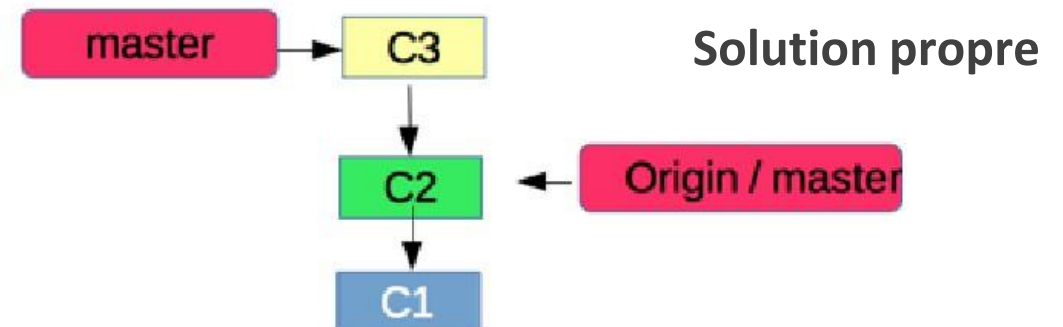 master
C3
Solution propre
C2
Origin / master
C1